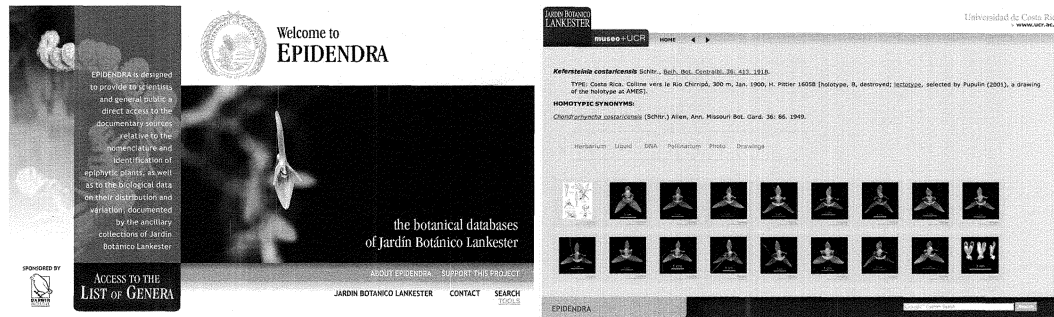 Welcome to
EPIDENDRA
EPIDENDRA is designed
to provide to scientists
and general public a
direct access to the
documentary sources
relative to the
nomenclature and
identification of
epiphytic plants, as well
as to the biological data
on their distribution and
variation, documented
by the ancillary
collections of Jardín
Botánico Lankester
the botanical databases
of Jardín Botánico Lankester
SPONSORED BY
DARWIN
ACCESS TO THE
LIST OF GENERA
ABOUT EPIDENDRA SUPPORT THIS PROJECT
JARDIN BOTANICO LANKESTER CONTACT SEARCH
TOOLS
JARDIN BOTANICO
LANKESTER
museo+UCR HOME
Universidad de Costa Ric
www.ucr.ac.
Kefersteinia costaricensis Schltr., Beih. Bot. Centralbl. 36: 413. 1918.
TYPE: Costa Rica. Colline vers le Rio Chirripó, 300 m, Jan. 1900, H. Pittier 16058 [holotype, B, destroyed; lectotype, selected by Pupulin (2001), a drawing
of the holotype at AMES].
HOMOTYPIC SYNONYMS:
Chondrorhyncha costaricensis (Schltr.) Allen, Ann. Missouri Bot. Gard. 36: 86. 1949.
Herbarium Liquid DNA Pollinarium Photo Drawings
EPIDENDRA
Search